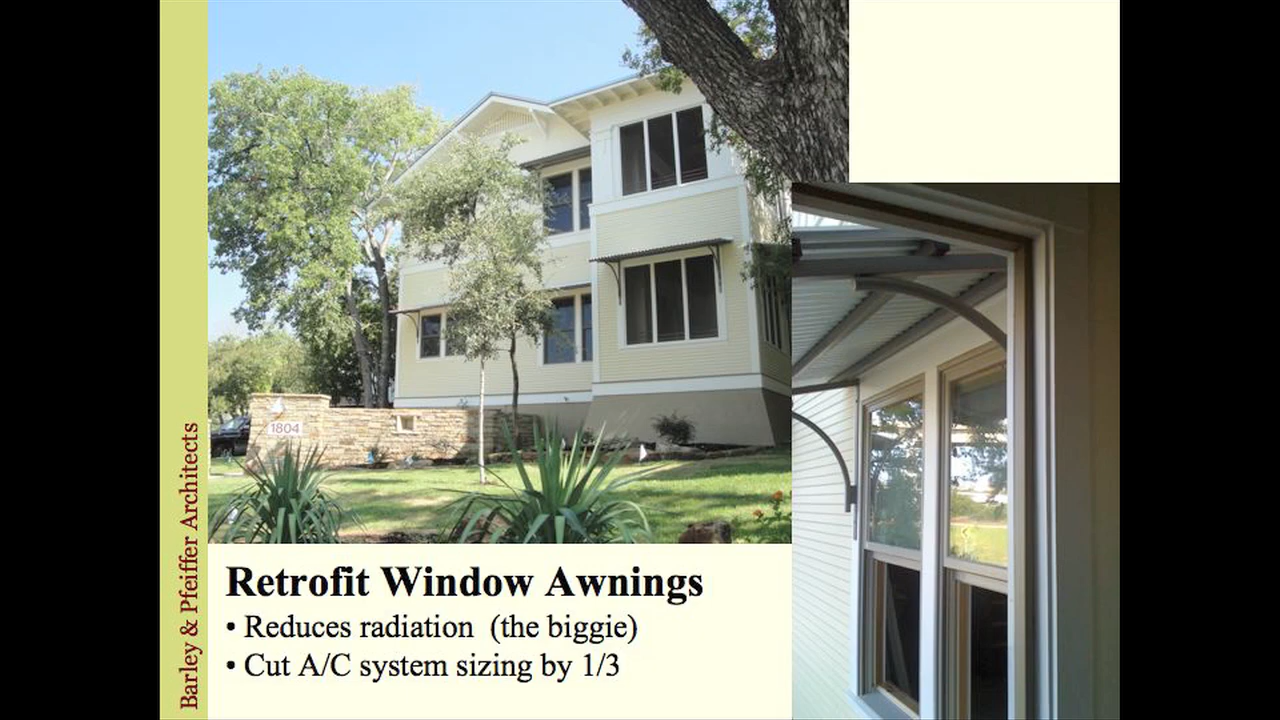 1804
Barley & Pfeiffer Architects
Retrofit Window Awnings
• Reduces radiation (the biggie)
• Cut A/C system sizing by 1/3